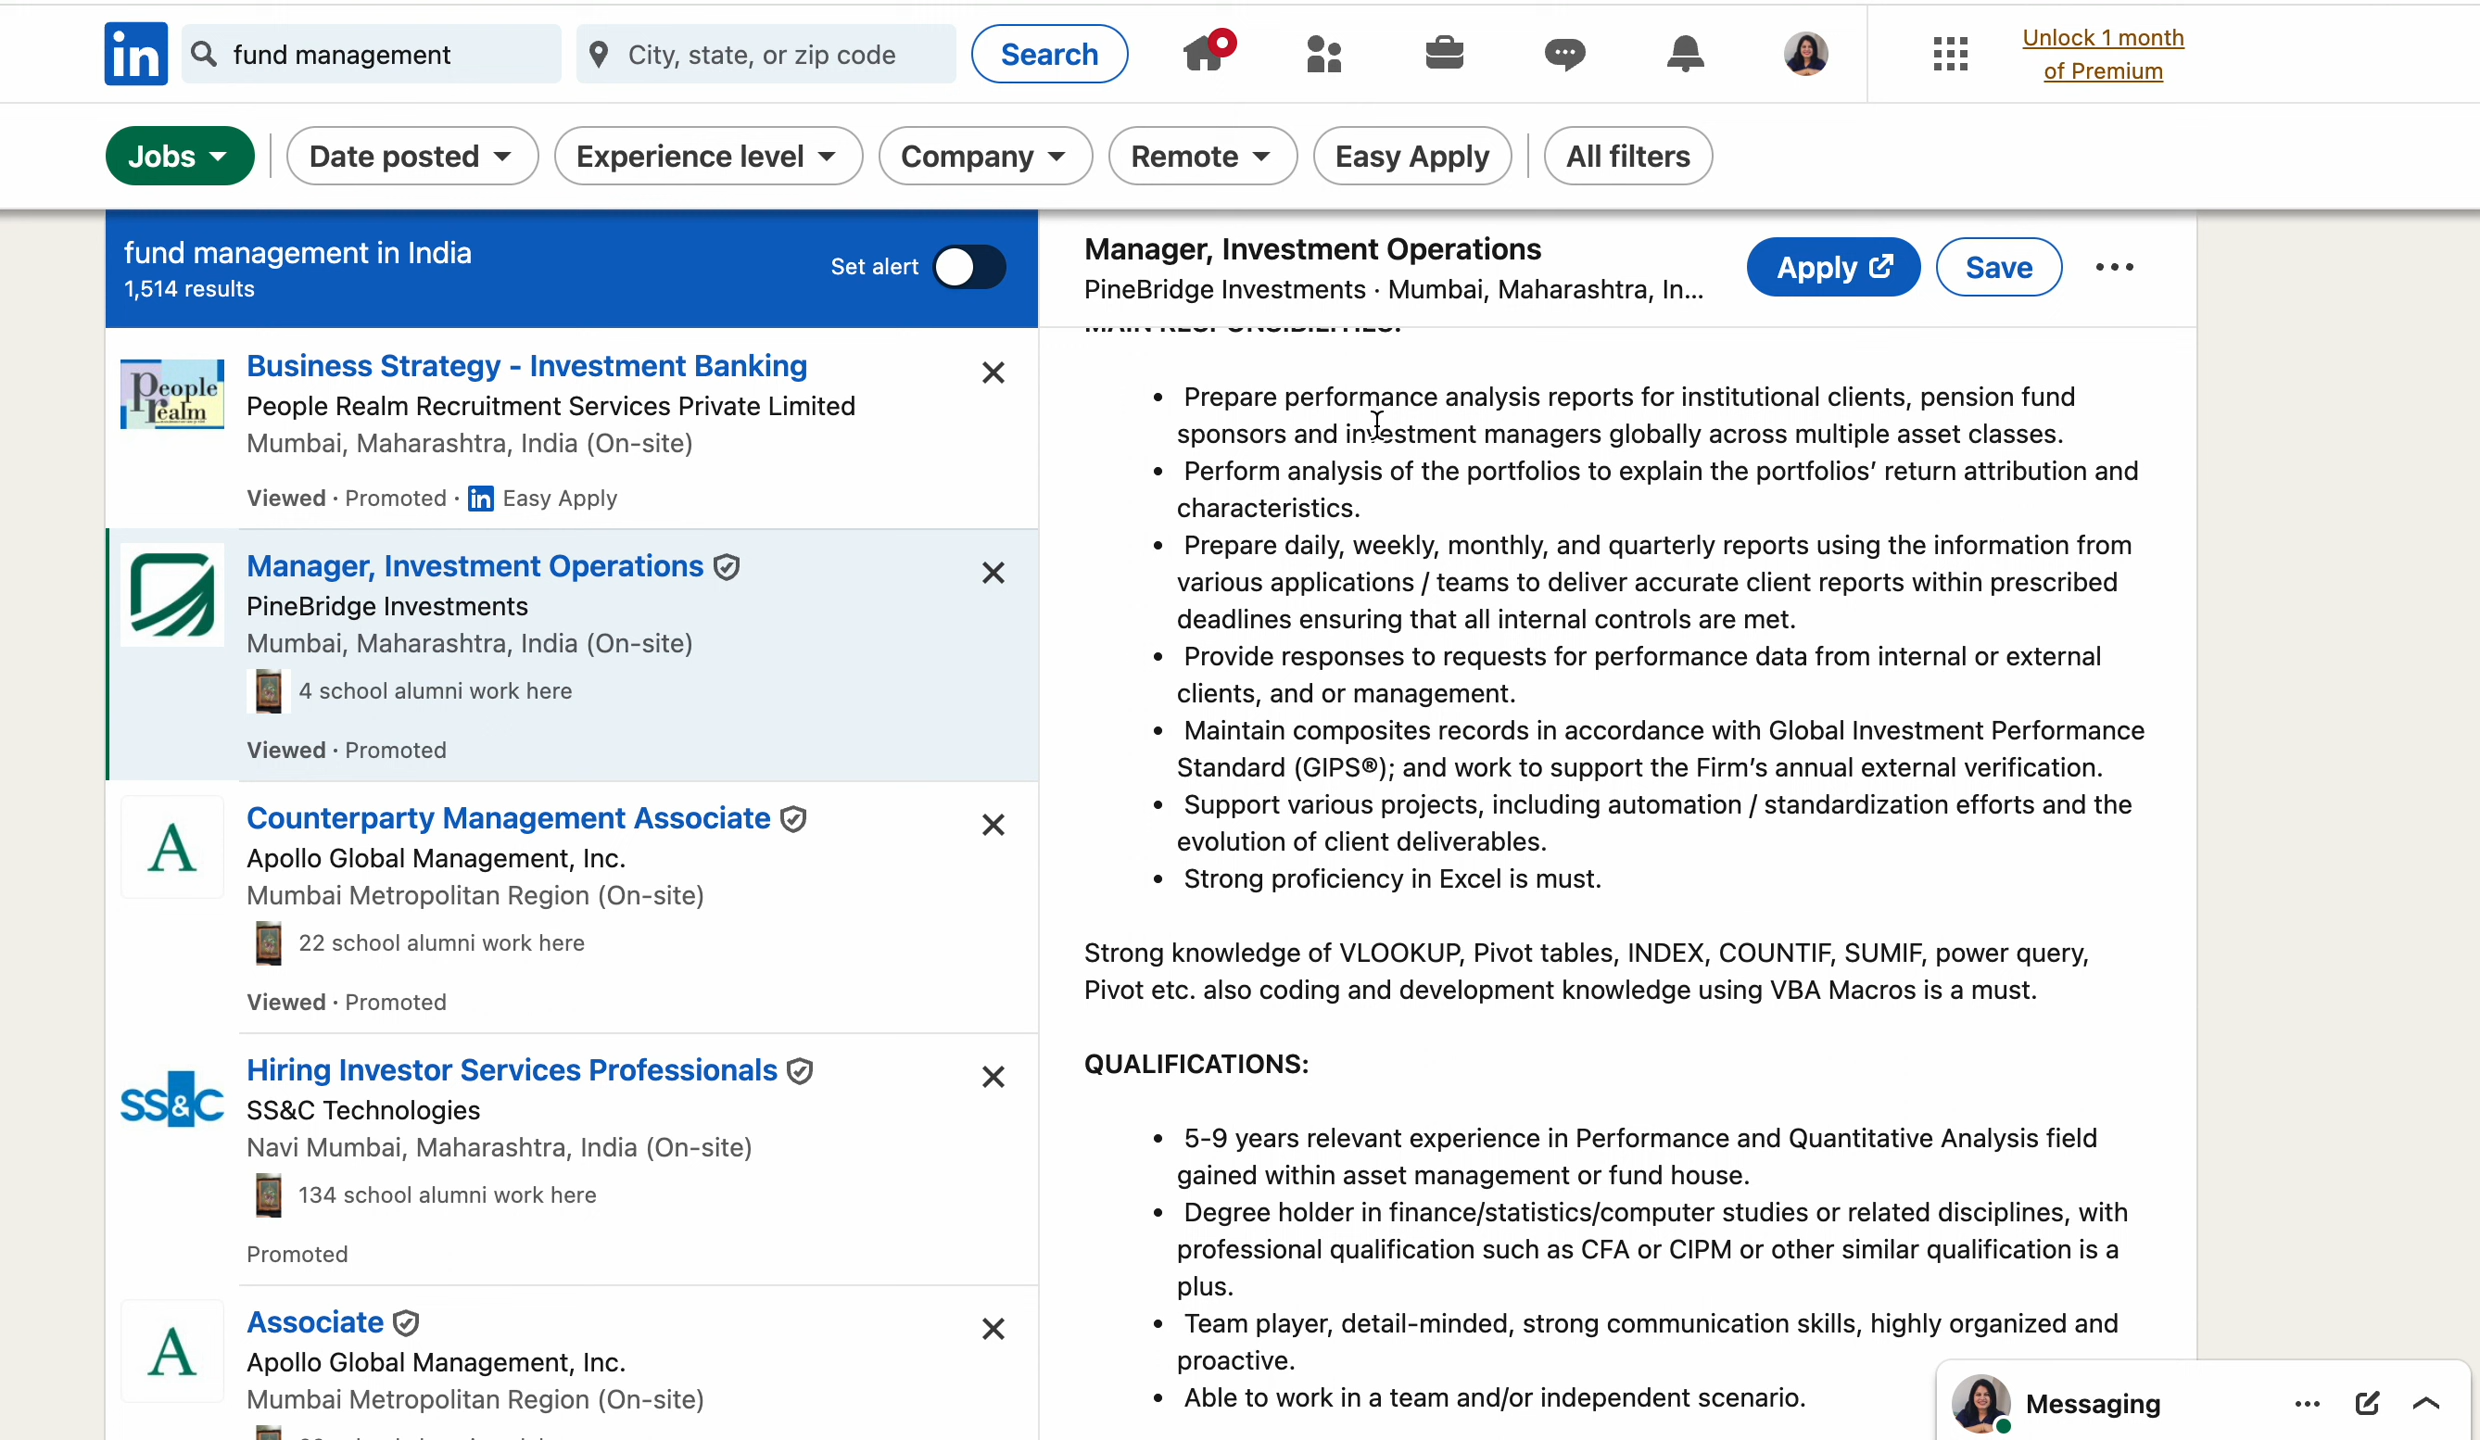 in
fund management
City, state, or zip code
Search
Unlock 1 month
of Premium
Jobs
Date posted
Experience level
Company
Remote
Easy Apply
All filters
fund management in India
1,514 results
Set alert
People
Realm
Business Strategy - Investment Banking
People Realm Recruitment Services Private Limited
Mumbai, Maharashtra, India (On-site)
Viewed · Promoted · in Easy Apply
Manager, Investment Operations
PineBridge Investments
Mumbai, Maharashtra, India (On-site)
4 school alumni work here
Viewed · Promoted
A
Counterparty Management Associate
Apollo Global Management, Inc.
Mumbai Metropolitan Region (On-site)
22 school alumni work here
Viewed · Promoted
SS&C
Hiring Investor Services Professionals
SS&C Technologies
Navi Mumbai, Maharashtra, India (On-site)
134 school alumni work here
Promoted
A
Associate
Apollo Global Management, Inc.
Mumbai Metropolitan Region (On-site)
Manager, Investment Operations
PineBridge Investments · Mumbai, Maharashtra, In...
Apply
Save
MAIN RESPONSIBILITIES:
• Prepare performance analysis reports for institutional clients, pension fund
sponsors and investment managers globally across multiple asset classes.
• Perform analysis of the portfolios to explain the portfolios’ return attribution and
characteristics.
• Prepare daily, weekly, monthly, and quarterly reports using the information from
various applications / teams to deliver accurate client reports within prescribed
deadlines ensuring that all internal controls are met.
• Provide responses to requests for performance data from internal or external
clients, and or management.
• Maintain composites records in accordance with Global Investment Performance
Standard (GIPS®); and work to support the Firm’s annual external verification.
• Support various projects, including automation / standardization efforts and the
evolution of client deliverables.
• Strong proficiency in Excel is must.
Strong knowledge of VLOOKUP, Pivot tables, INDEX, COUNTIF, SUMIF, power query,
Pivot etc. also coding and development knowledge using VBA Macros is a must.
QUALIFICATIONS:
• 5-9 years relevant experience in Performance and Quantitative Analysis field
gained within asset management or fund house.
• Degree holder in finance/statistics/computer studies or related disciplines, with
professional qualification such as CFA or CIPM or other similar qualification is a
plus.
• Team player, detail-minded, strong communication skills, highly organized and
proactive.
• Able to work in a team and/or independent scenario.
Messaging